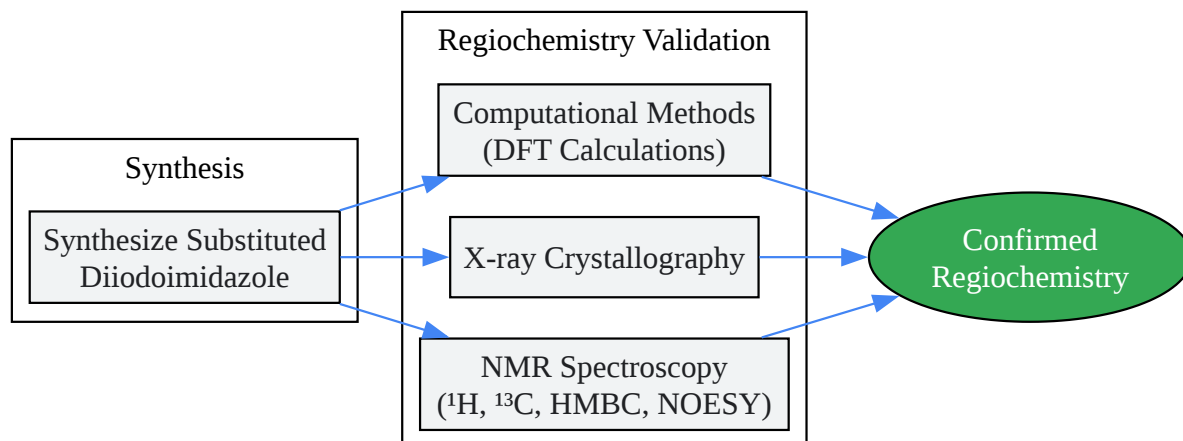 Synthesis
Synthesize Substituted
Diiodoimidazole
Regiochemistry Validation
Computational Methods
(DFT Calculations)
X-ray Crystallography
NMR Spectroscopy
(¹H, ¹³C, HMBC, NOESY)
Confirmed
Regiochemistry